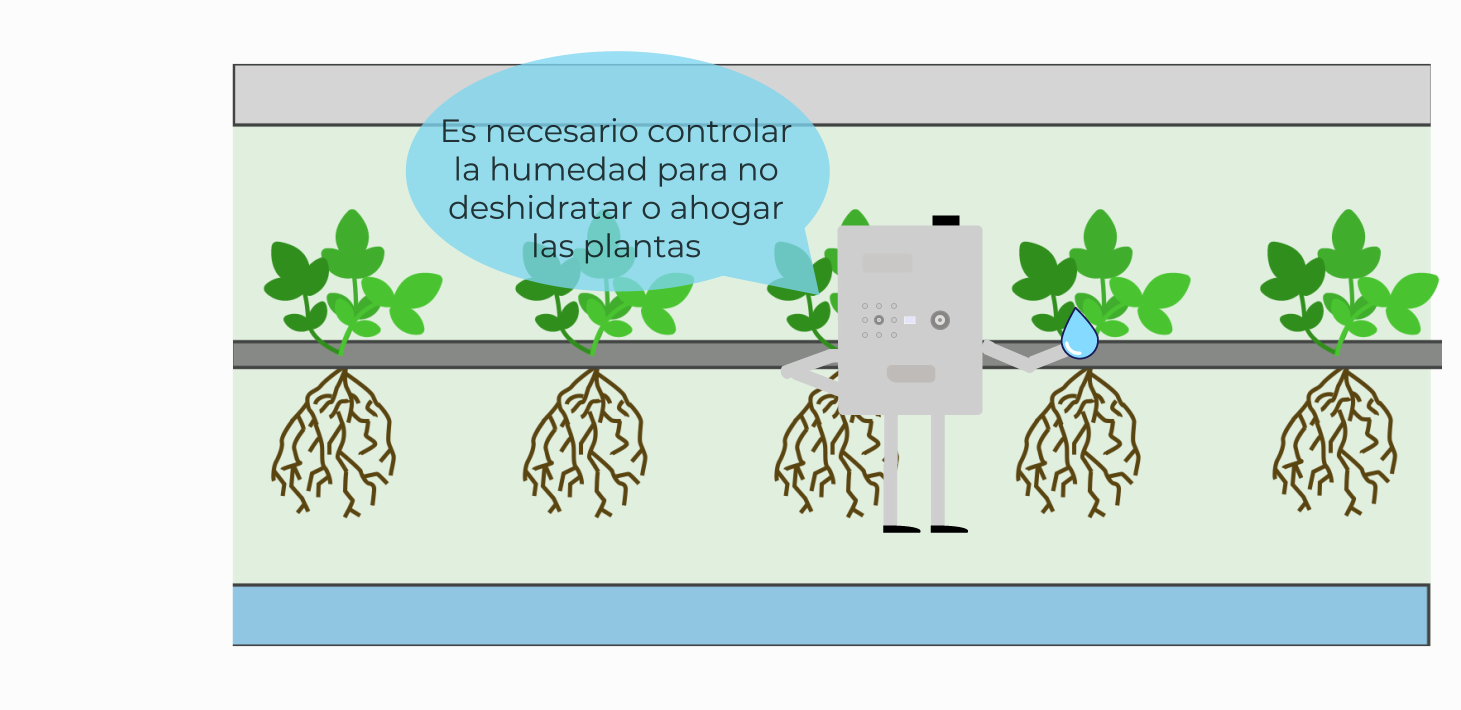 Es necesario controlar
la humedad para no
deshidratar o ahogar
las plantas